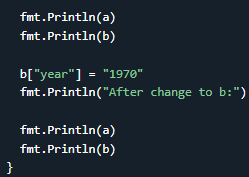 fmt.Println(a)
fmt.Println(b)
b["year"] = "1970"
fmt.Println("After change to b:")
fmt.Println(a)
fmt.Println(b)
}